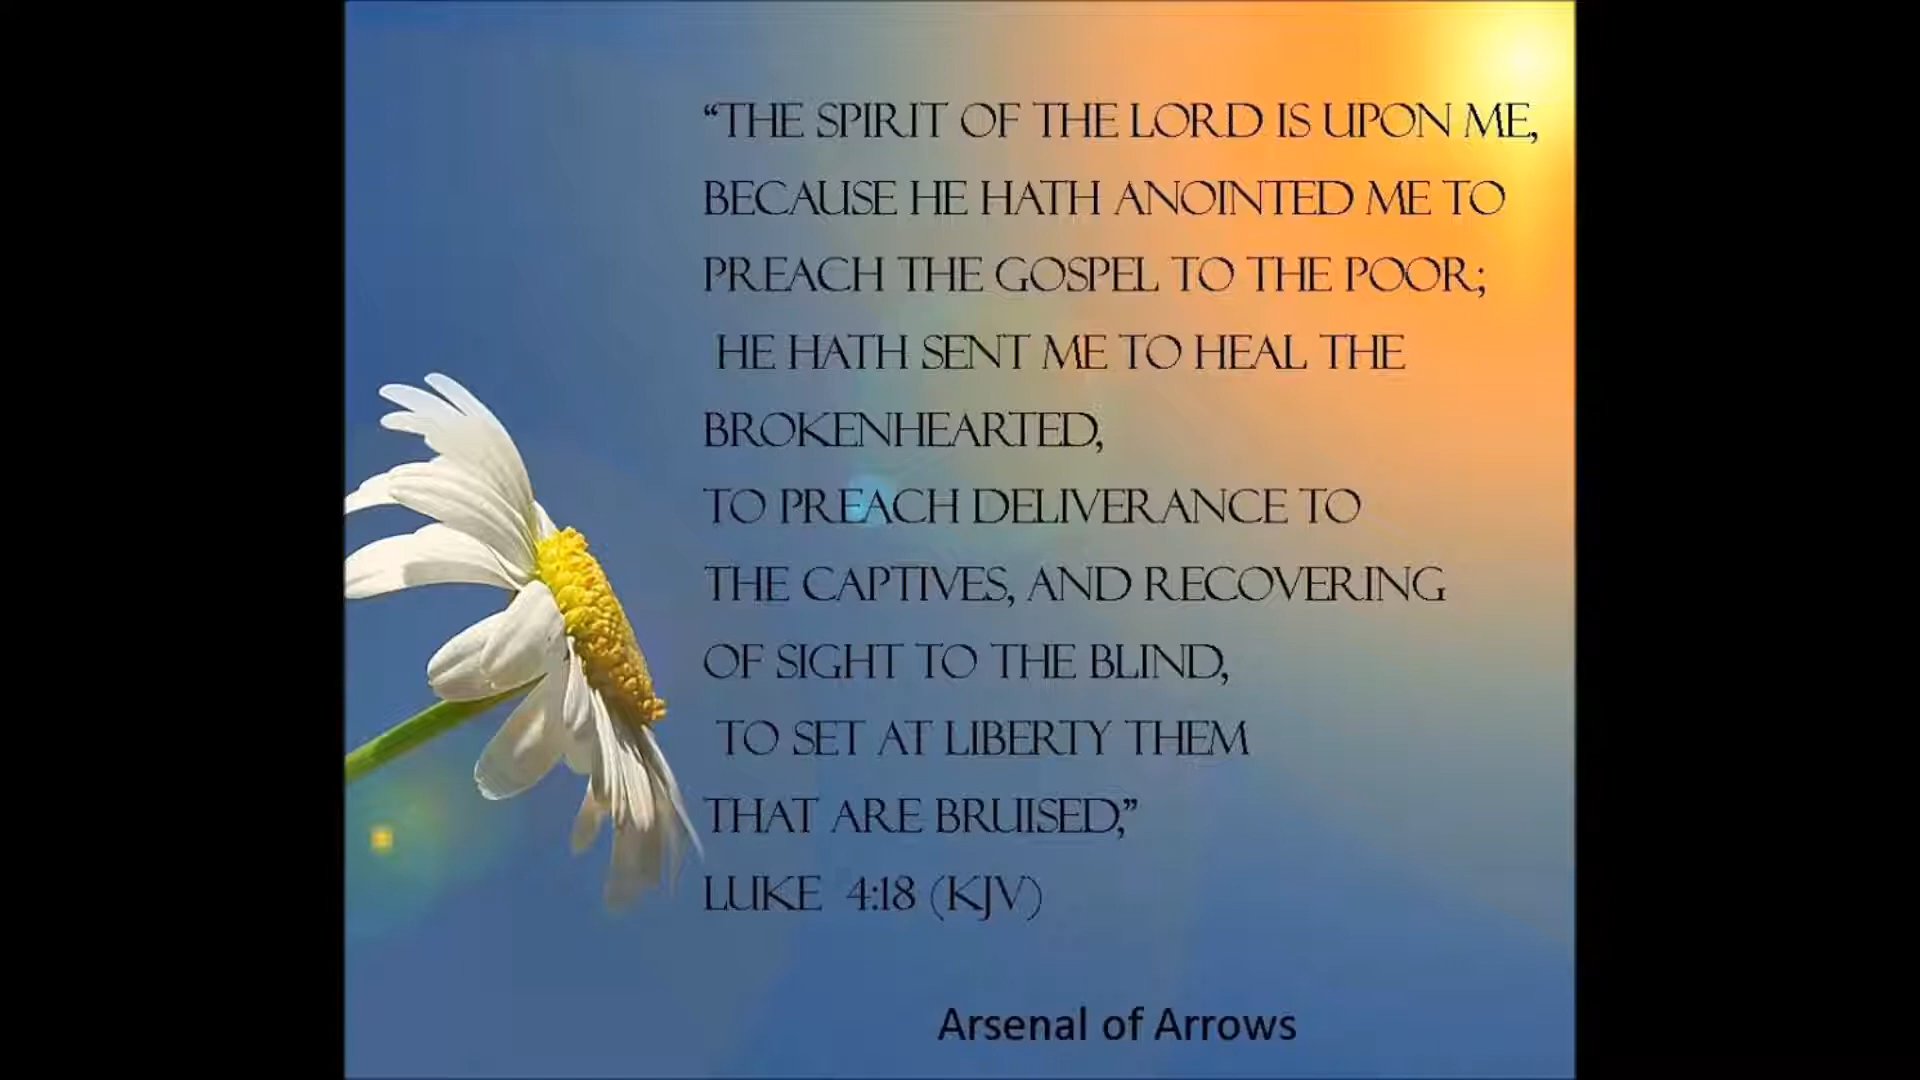 “THE SPIRIT OF THE LORD IS UPON ME,
BECAUSE HE HATH ANOINTED ME TO
PREACH THE GOSPEL TO THE POOR;
HE HATH SENT ME TO HEAL THE
BROKENHEARTED,
TO PREACH DELIVERANCE TO
THE CAPTIVES, AND RECOVERING
OF SIGHT TO THE BLIND,
TO SET AT LIBERTY THEM
THAT ARE BRUISED,”
LUKE 4:18 (KJV)
Arsenal of Arrows